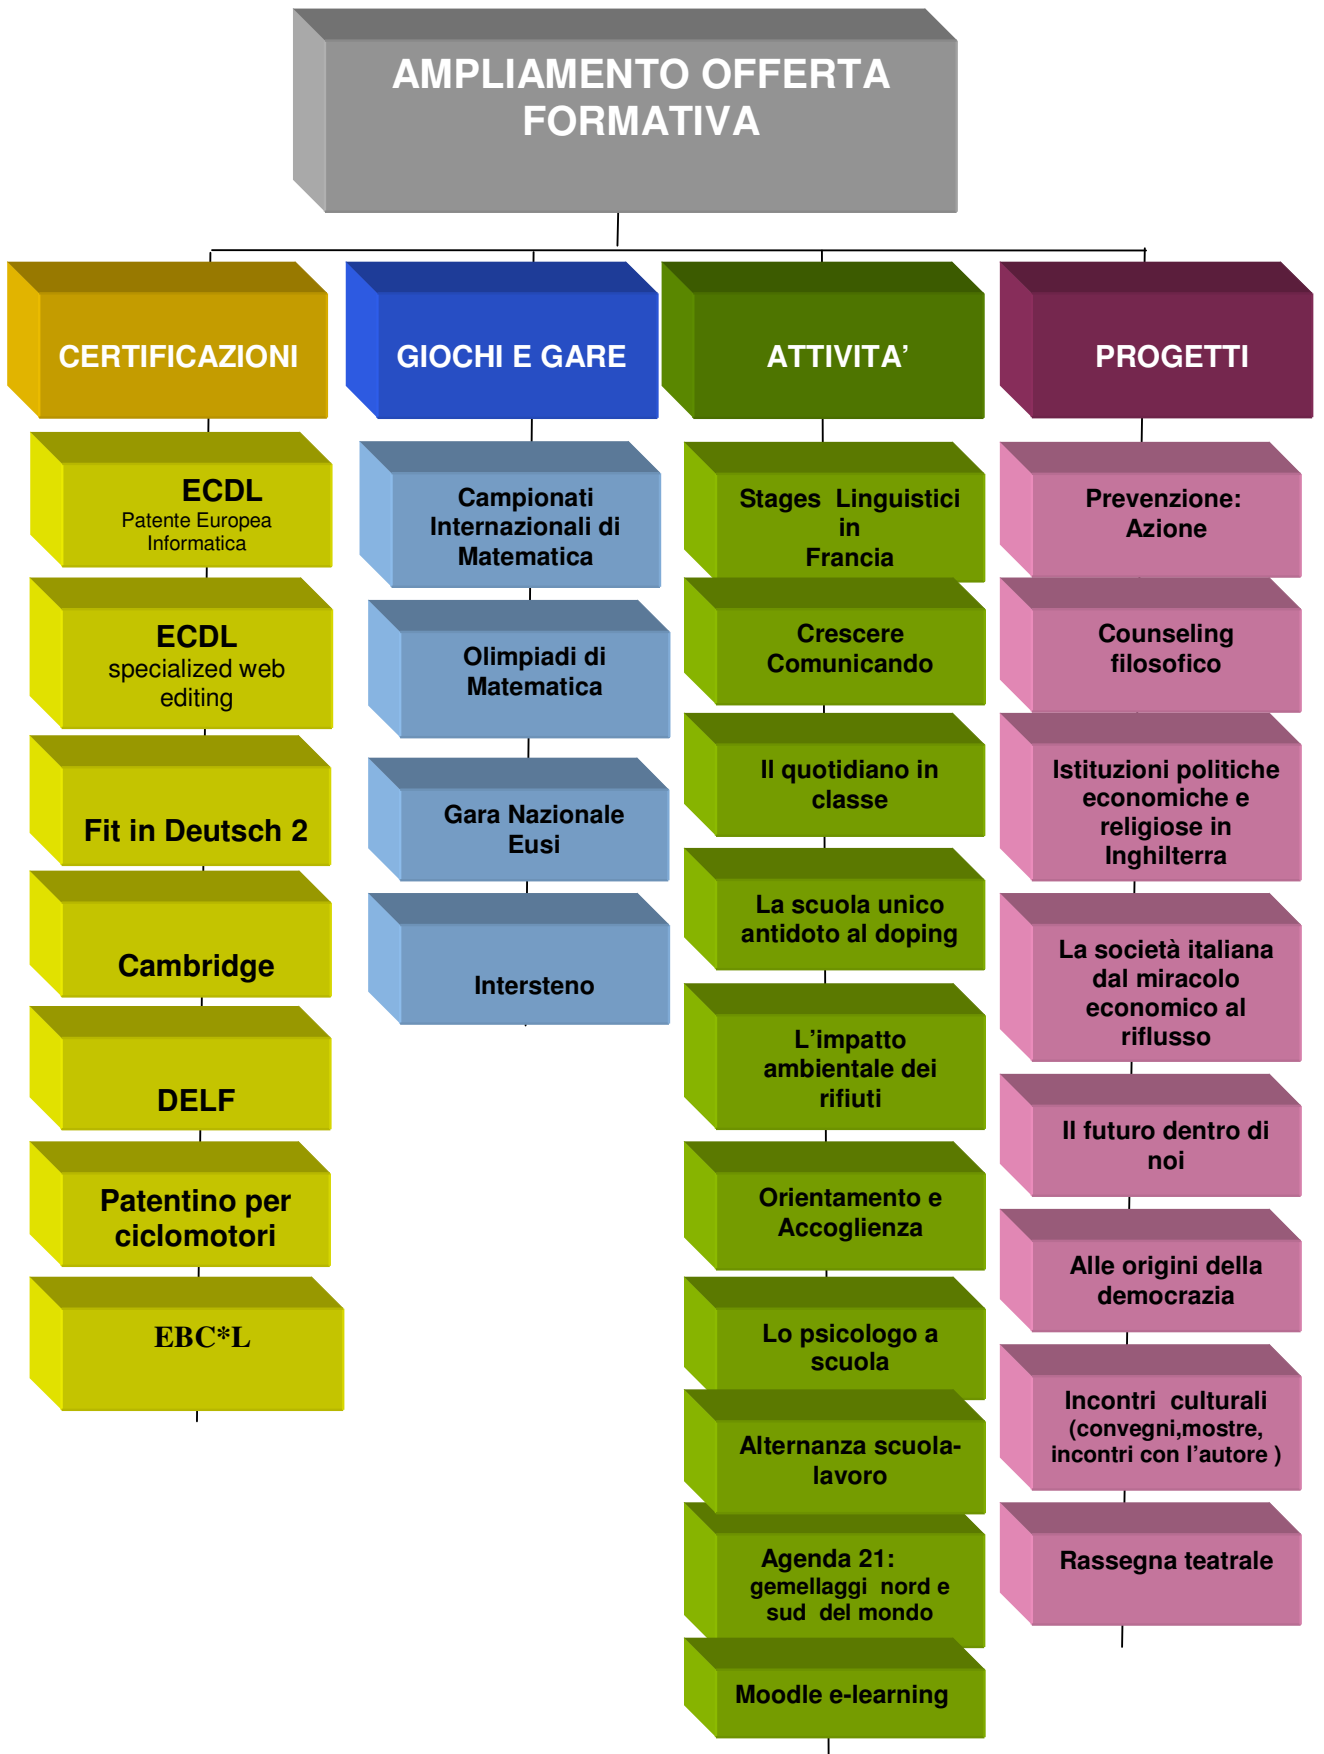 AMPLIAMENTO OFFERTA
FORMATIVA
CERTIFICAZIONI
ECDL
Patente Europea
Informatica
ECDL
specialized web
editing
Fit in Deutsch 2
Cambridge
DELF
Patentino per
ciclomotori
EBC*L
GIOCHI E GARE
Campionati
Internazionali di
Matematica
Olimpiadi di
Matematica
Gara Nazionale
Eusi
Intersteno
ATTIVITA’
Stages Linguistici
in
Francia
Crescere
Comunicando
Il quotidiano in
classe
La scuola unico
antidoto al doping
L’impatto
ambientale dei
rifiuti
Orientamento e
Accoglienza
Lo psicologo a
scuola
Alternanza scuola-
lavoro
Agenda 21:
gemellaggi nord e
sud del mondo
Moodle e-learning
PROGETTI
Prevenzione:
Azione
Counseling
filosofico
Istituzioni politiche
economiche e
religiose in
Inghilterra
La società italiana
dal miracolo
economico al
riflusso
Il futuro dentro di
noi
Alle origini della
democrazia
Incontri culturali
(convegni,mostre,
incontri con l’autore )
Rassegna teatrale